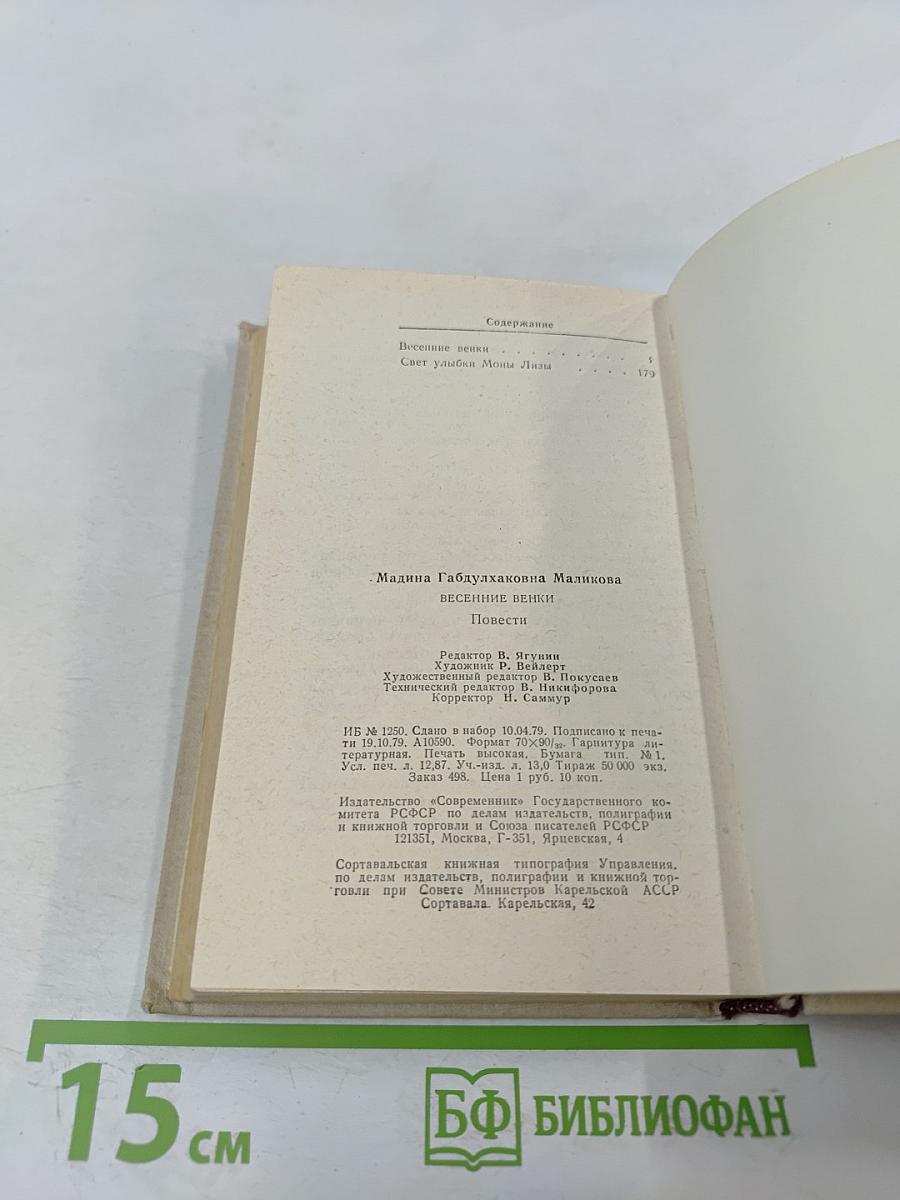 Содержание
Весенние венки . . . . . . . . .
Свет улыбки Моны Лизы . . . . 179
Мадина Габдулхаковна Маликова
ВЕСЕННИЕ ВЕНКИ
Повести
Редактор В. Ягунин
Художник Р. Вейлерт
Художественный редактор В. Покусаев
Технический редактор В. Никифорова
Корректор Н. Саммур
ИБ № 1250. Сдано в набор 10.04.79. Подписано к печа-
ти 19.10.79. А10590. Формат 70×90/32. Гарнитура ли-
тературная. Печать высокая. Бумага тип. №1.
Усл. печ. л. 12,87. Уч.-изд. л. 13,0 Тираж 50 000 экз.
Заказ 498. Цена 1 руб. 10 коп.
Издательство «Современник» Государственного ко-
митета РСФСР по делам издательств, полиграфии
и книжной торговли и Союза писателей РСФСР
121351, Москва, Г-351, Ярцевская, 4
Сортавальская книжная типография Управления.
по делам издательств, полиграфии и книжной тор-
говли при Совете Министров Карельской АССР
Сортавала. Карельская, 42
15 см
БФ БИБЛИОФАН